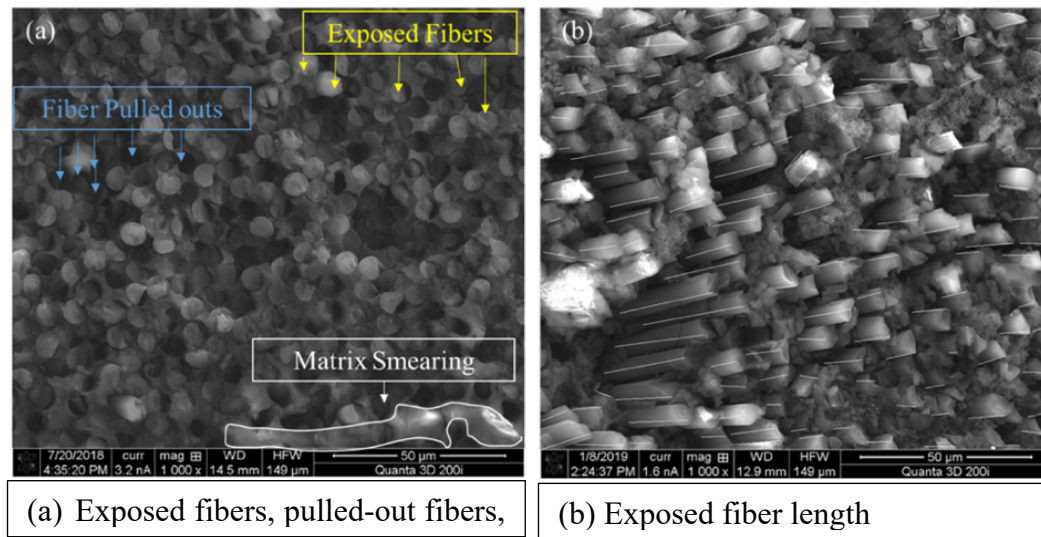 (a)
Exposed Fibers
Fiber Pulled outs
Matrix Smearing
7/20/2018 curr mag WD HFW 50 µm
4:35:20 PM 3.2 nA 1 000 x 14.5 mm 149 µm Quanta 3D 200i
(a) Exposed fibers, pulled-out fibers,
(b)
1/8/2019 curr mag WD HFW 50 µm
2:24:37 PM 1.6 nA 1 000 x 12.9 mm 149 µm Quanta 3D 200i
(b) Exposed fiber length